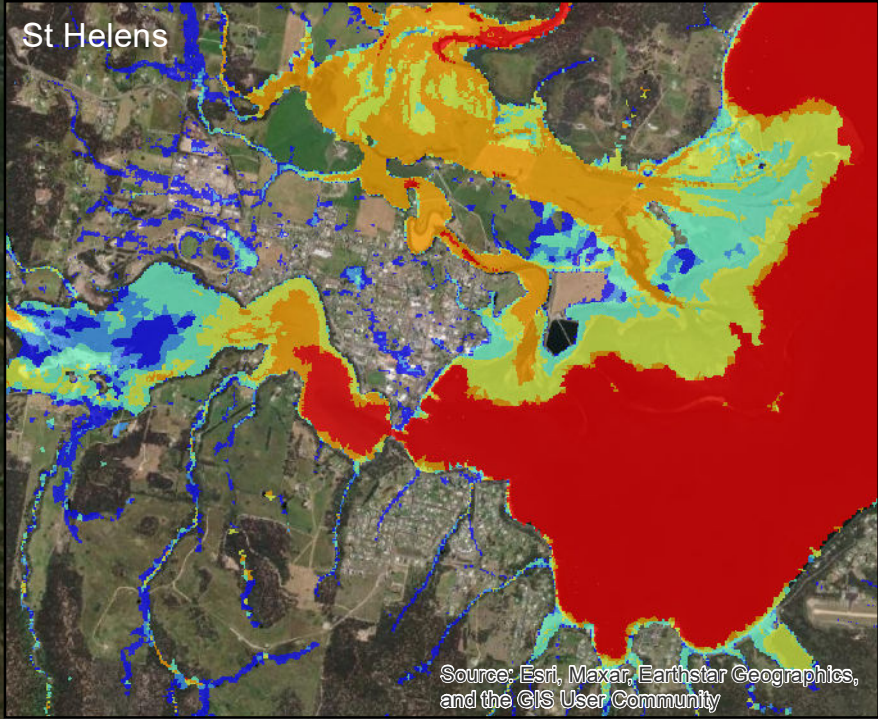 St Helens
Source: Esri, Maxar, Earthstar Geographics,
and the GIS User Community